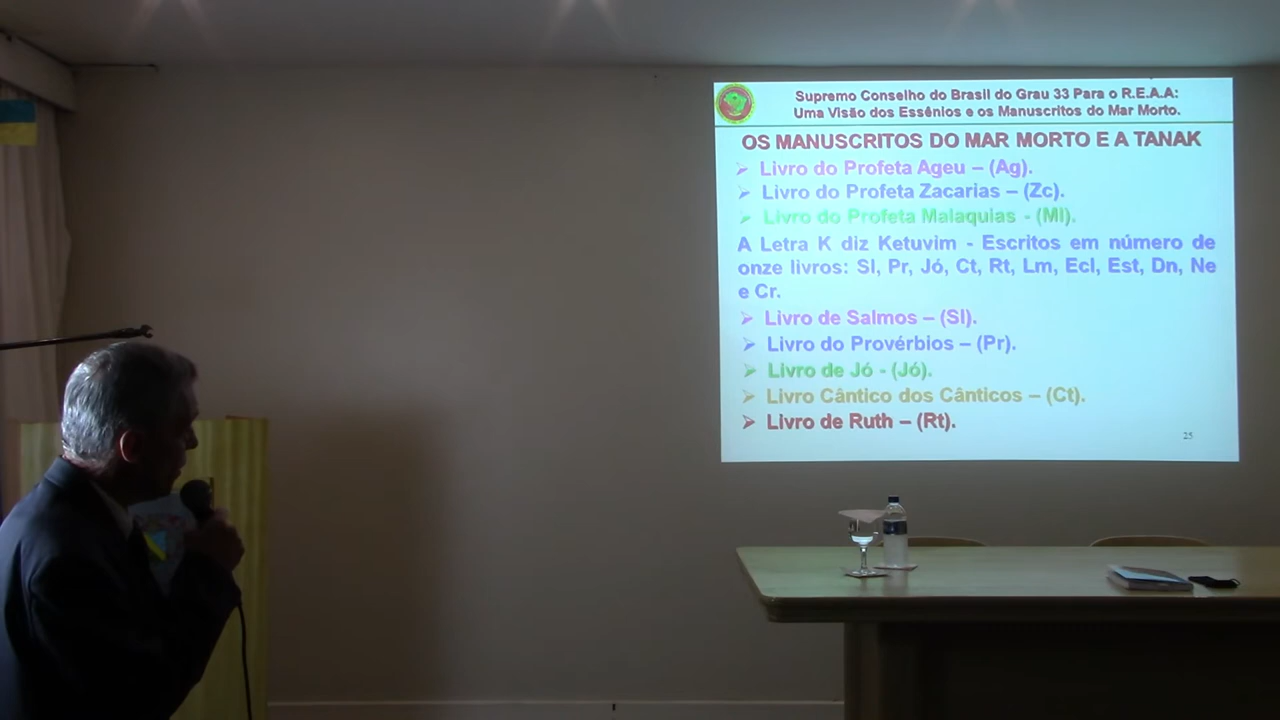 Supremo Conselho do Brasil do Grau 33 Para o R.E.A.A:
Uma Visão dos Essênios e os Manuscritos do Mar Morto.
OS MANUSCRITOS DO MAR MORTO E A TANAK
➢ Livro do Profeta Ageu – (Ag).
➢ Livro do Profeta Zacarias – (Zc).
➢ Livro do Profeta Malaquias - (Ml).
A Letra K diz Ketuvim - Escritos em número de
onze livros: Sl, Pr, Jó, Ct, Rt, Lm, Ecl, Est, Dn, Ne
e Cr.
➢ Livro de Salmos – (Sl).
➢ Livro do Provérbios – (Pr).
➢ Livro de Jó - (Jó).
➢ Livro Cântico dos Cânticos – (Ct).
➢ Livro de Ruth – (Rt).
25